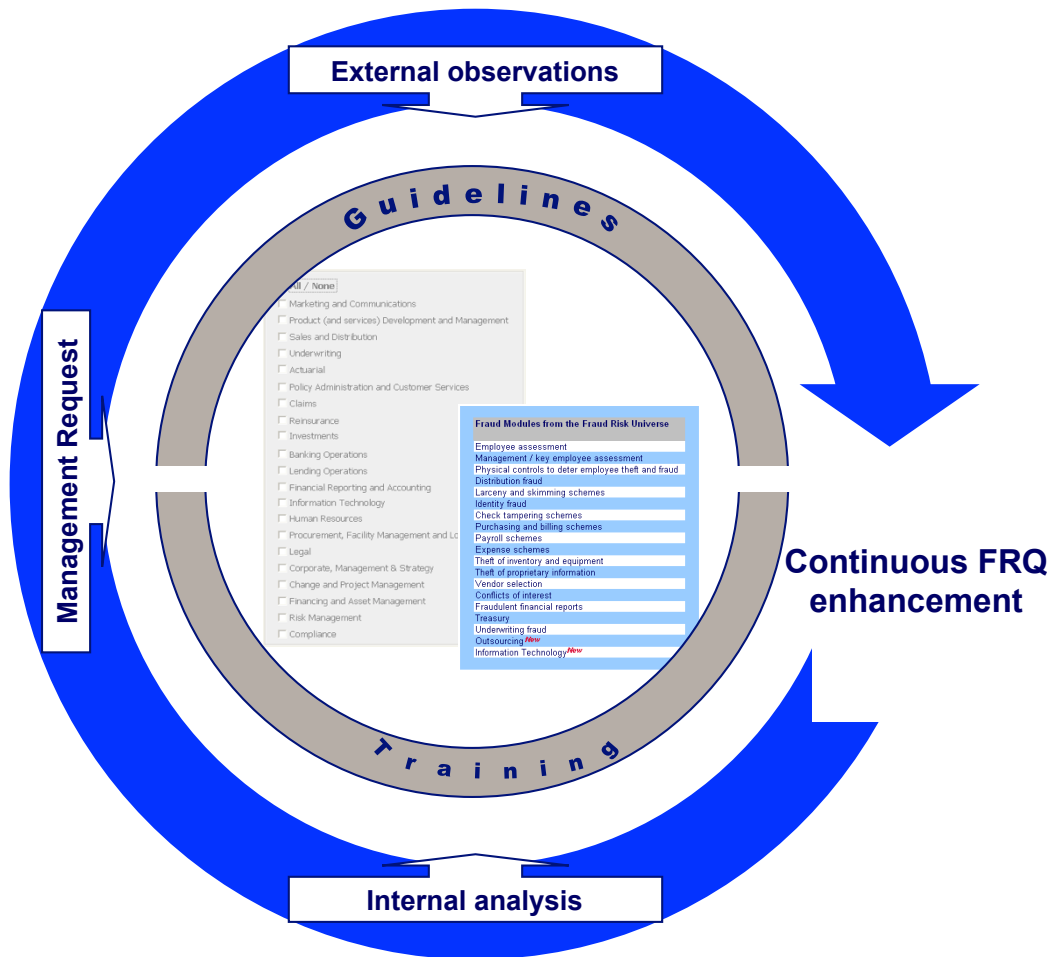 External observations
Guidelines
All / None
Marketing and Communications
Product (and services) Development and Management
Sales and Distribution
Underwriting
Actuarial
Policy Administration and Customer Services
Claims
Reinsurance
Investments
Banking Operations
Lending Operations
Financial Reporting and Accounting
Information Technology
Human Resources
Procurement, Facility Management and Lo
Legal
Corporate, Management & Strategy
Change and Project Management
Financing and Asset Management
Risk Management
Compliance
Fraud Modules from the Fraud Risk Universe
Employee assessment
Management / key employee assessment
Physical controls to deter employee theft and fraud
Distribution fraud
Larceny and skimming schemes
Identity fraud
Check tampering schemes
Purchasing and billing schemes
Payroll schemes
Expense schemes
Theft of inventory and equipment
Theft of proprietary information
Vendor selection
Conflicts of interest
Fraudulent financial reports
Treasury
Underwriting fraud
Outsourcing New
Information Technology New
Management Request
Continuous FRQ
enhancement
Training
Internal analysis